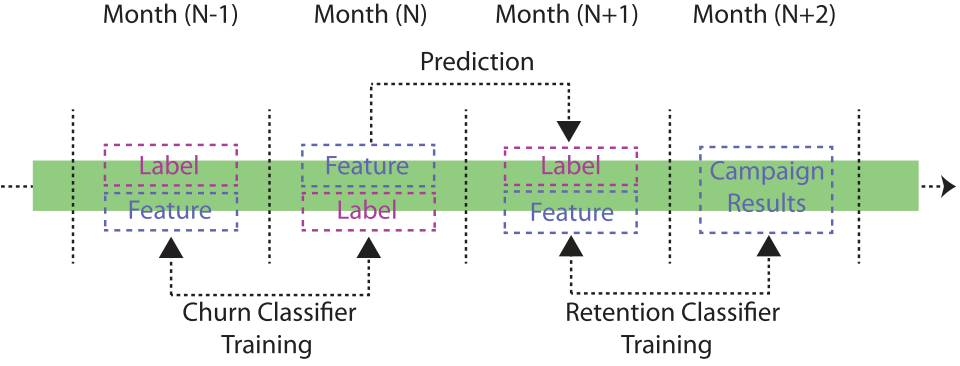 Month (N-1) Month (N) Month (N+1) Month (N+2)
Prediction
Label Feature Label Campaign
Feature Label Feature Results
Churn Classifier Retention Classifier
Training Training